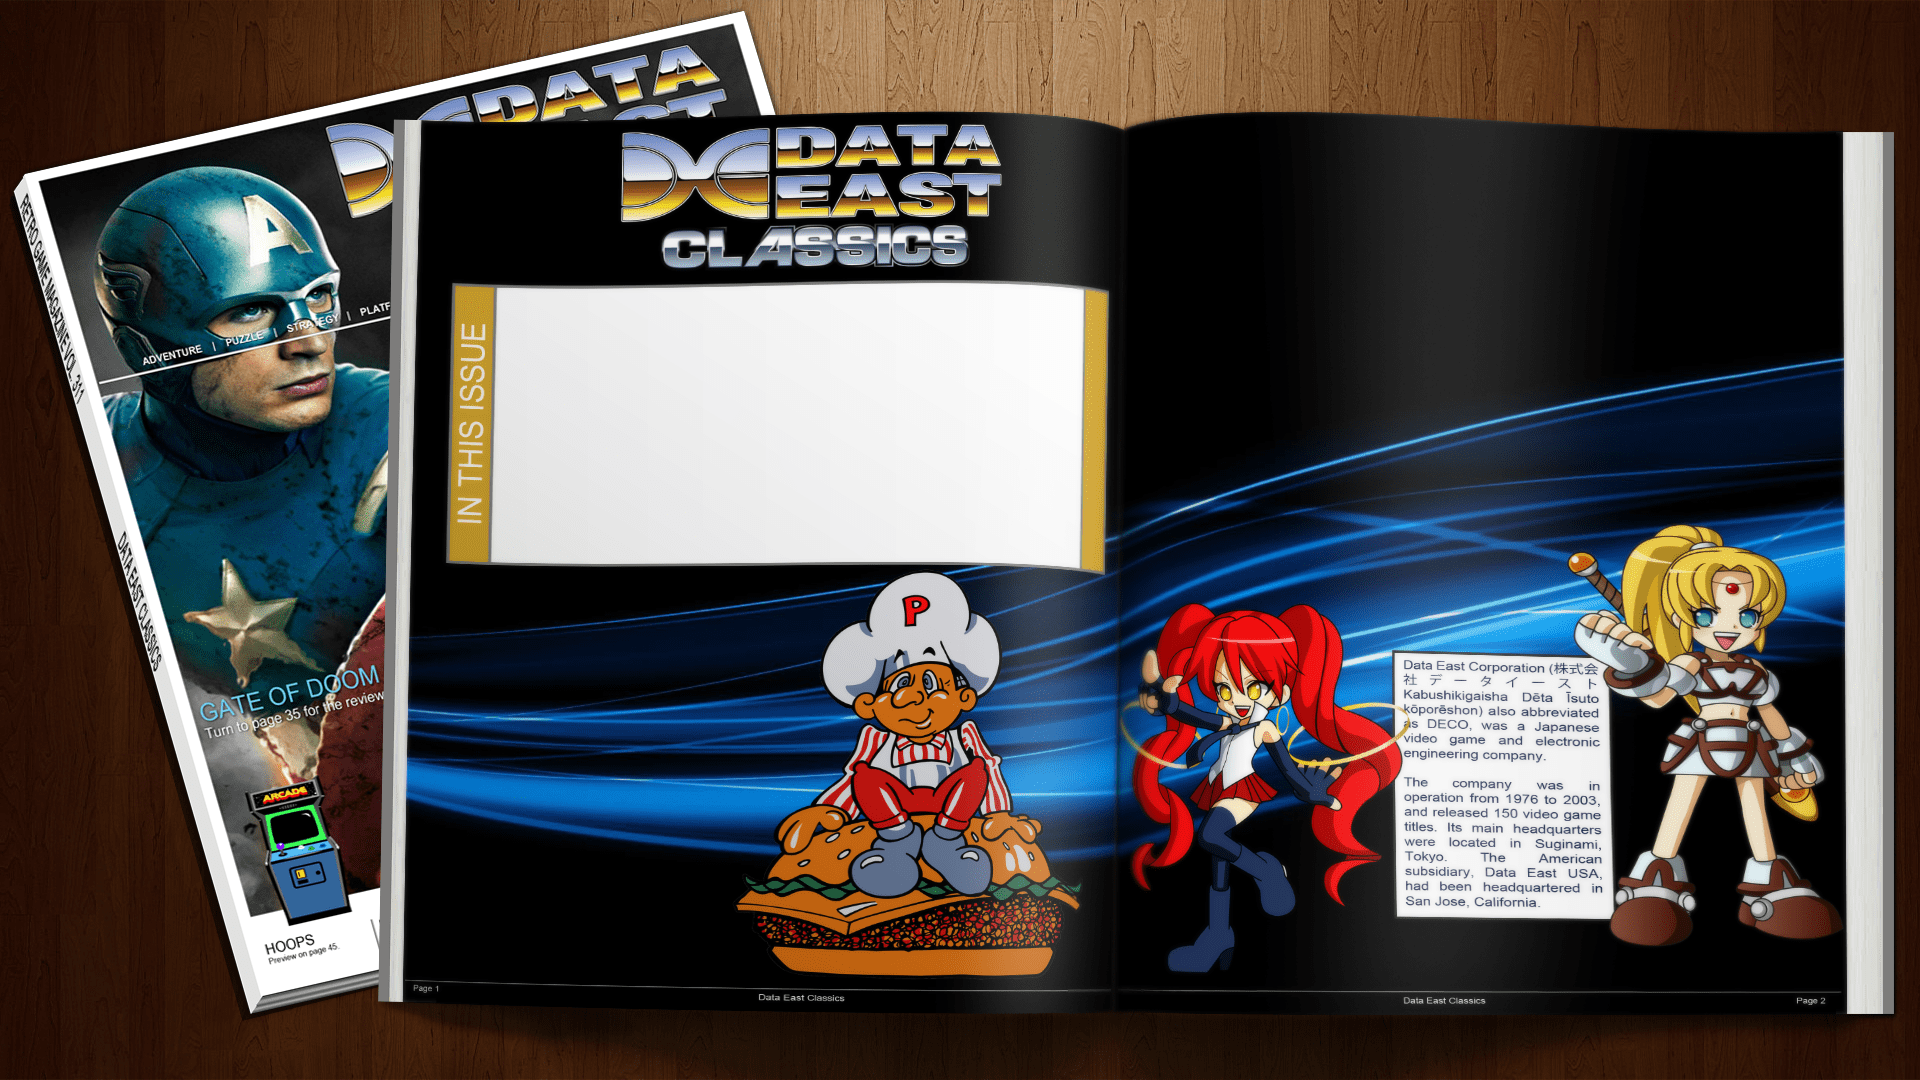 DATA
EAST
RETRO GAME MAGAZINE VOL. 311
DATA EAST CLASSICS
ADVENTURE | PUZZLE | STRATEGY | PLATF
GATE OF DOOM
Turn to page 35 for the review
ARCADE
HOOPS
Preview on page 45.
DATA
EAST
CLASSICS
IN THIS ISSUE
P
Page 1
Data East Classics
Data East Corporation (株式会
社データイースト
Kabushikigaisha Dēta Īsuto
kōporēshon) also abbreviated
as DECO, was a Japanese
video game and electronic
engineering company.
The company was in
operation from 1976 to 2003,
and released 150 video game
titles. Its main headquarters
were located in Suginami,
Tokyo. The American
subsidiary, Data East USA,
had been headquartered in
San Jose, California.
Data East Classics
Page 2
A